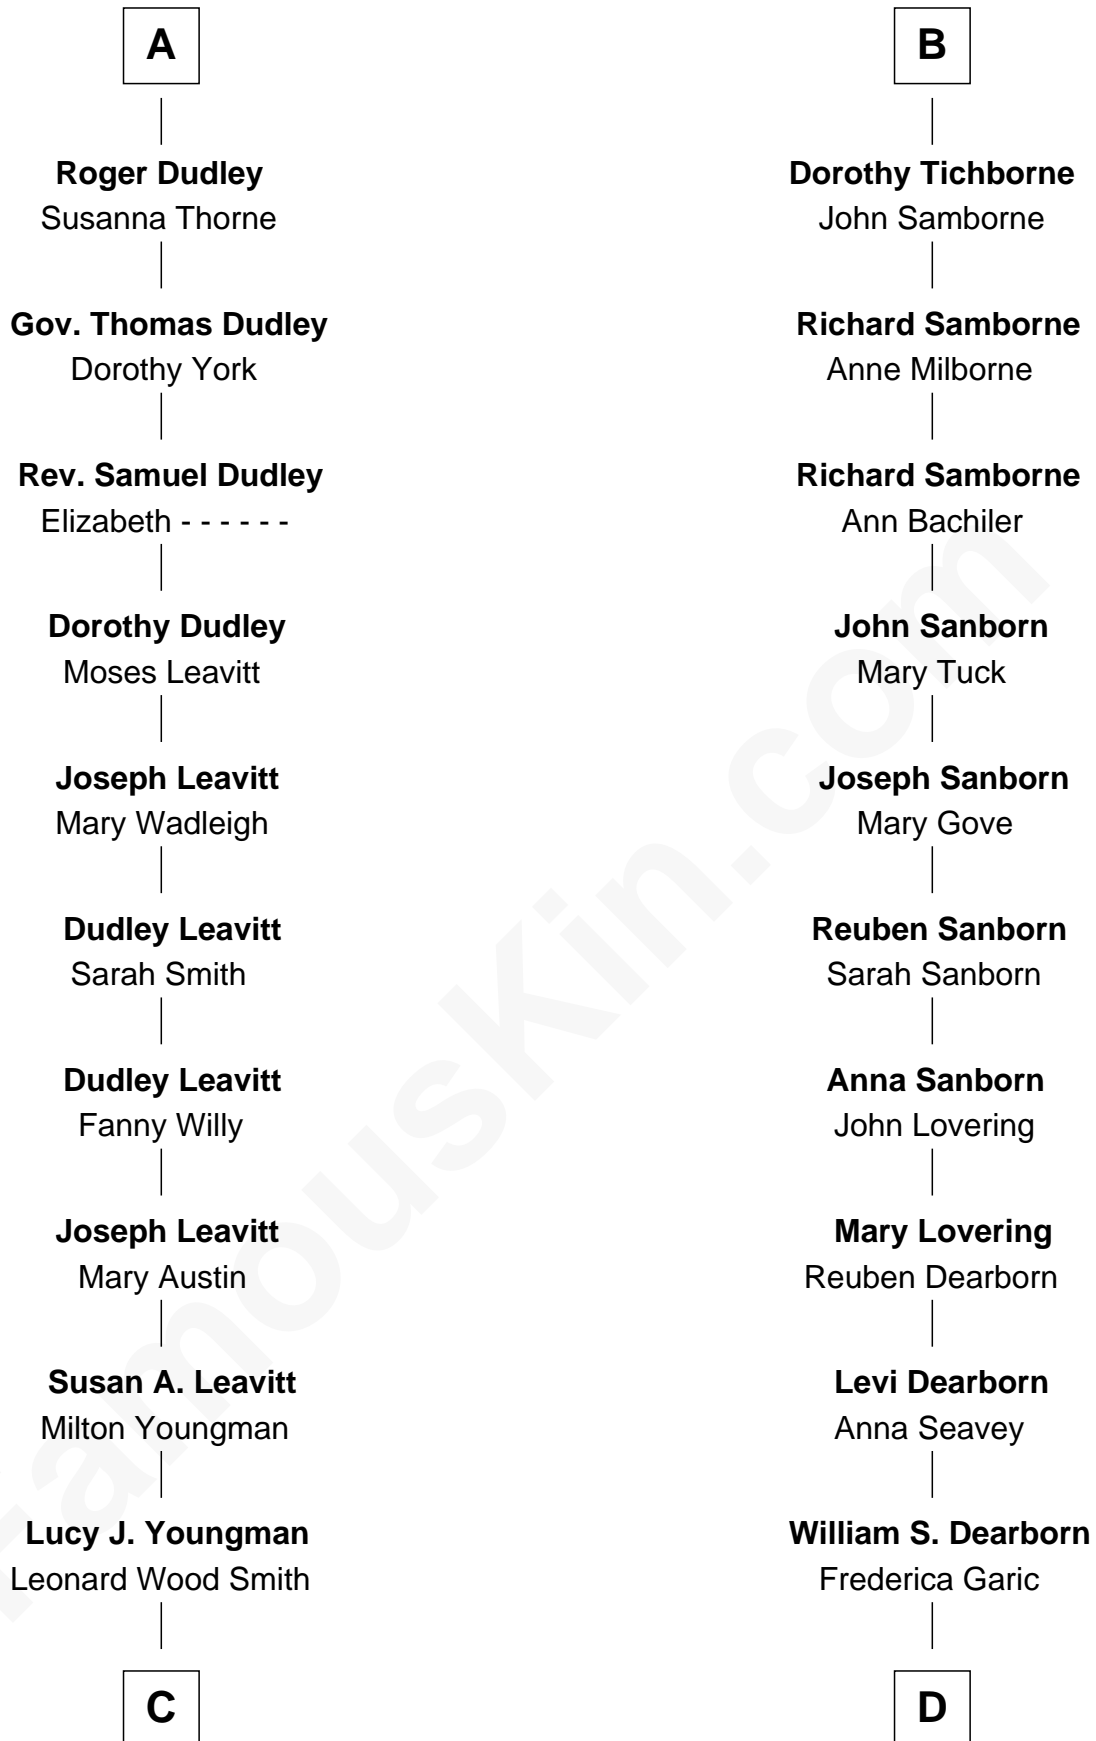 A
Roger Dudley
Susanna Thorne
Gov. Thomas Dudley
Dorothy York
Rev. Samuel Dudley
Elizabeth - - - - - -
Dorothy Dudley
Moses Leavitt
Joseph Leavitt
Mary Wadleigh
Dudley Leavitt
Sarah Smith
Dudley Leavitt
Fanny Willy
Joseph Leavitt
Mary Austin
Susan A. Leavitt
Milton Youngman
Lucy J. Youngman
Leonard Wood Smith
C
B
Dorothy Tichborne
John Samborne
Richard Samborne
Anne Milborne
Richard Samborne
Ann Bachiler
John Sanborn
Mary Tuck
Joseph Sanborn
Mary Gove
Reuben Sanborn
Sarah Sanborn
Anna Sanborn
John Lovering
Mary Lovering
Reuben Dearborn
Levi Dearborn
Anna Seavey
William S. Dearborn
Frederica Garic
D
FamousKin.com